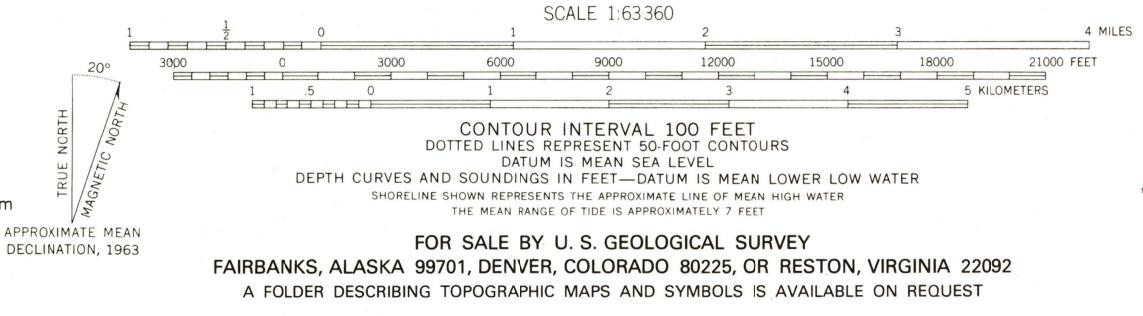 SCALE 1:63360
1 ½ 0 1 2 3 4 MILES
3000 0 3000 6000 9000 12000 15000 18000 21000 FEET
1 .5 0 1 2 3 4 5 KILOMETERS
20°
TRUE NORTH
MAGNETIC NORTH
APPROXIMATE MEAN
DECLINATION, 1963
CONTOUR INTERVAL 100 FEET
DOTTED LINES REPRESENT 50-FOOT CONTOURS
DATUM IS MEAN SEA LEVEL
DEPTH CURVES AND SOUNDINGS IN FEET—DATUM IS MEAN LOWER LOW WATER
SHORELINE SHOWN REPRESENTS THE APPROXIMATE LINE OF MEAN HIGH WATER
THE MEAN RANGE OF TIDE IS APPROXIMATELY 7 FEET
FOR SALE BY U. S. GEOLOGICAL SURVEY
FAIRBANKS, ALASKA 99701, DENVER, COLORADO 80225, OR RESTON, VIRGINIA 22092
A FOLDER DESCRIBING TOPOGRAPHIC MAPS AND SYMBOLS IS AVAILABLE ON REQUEST